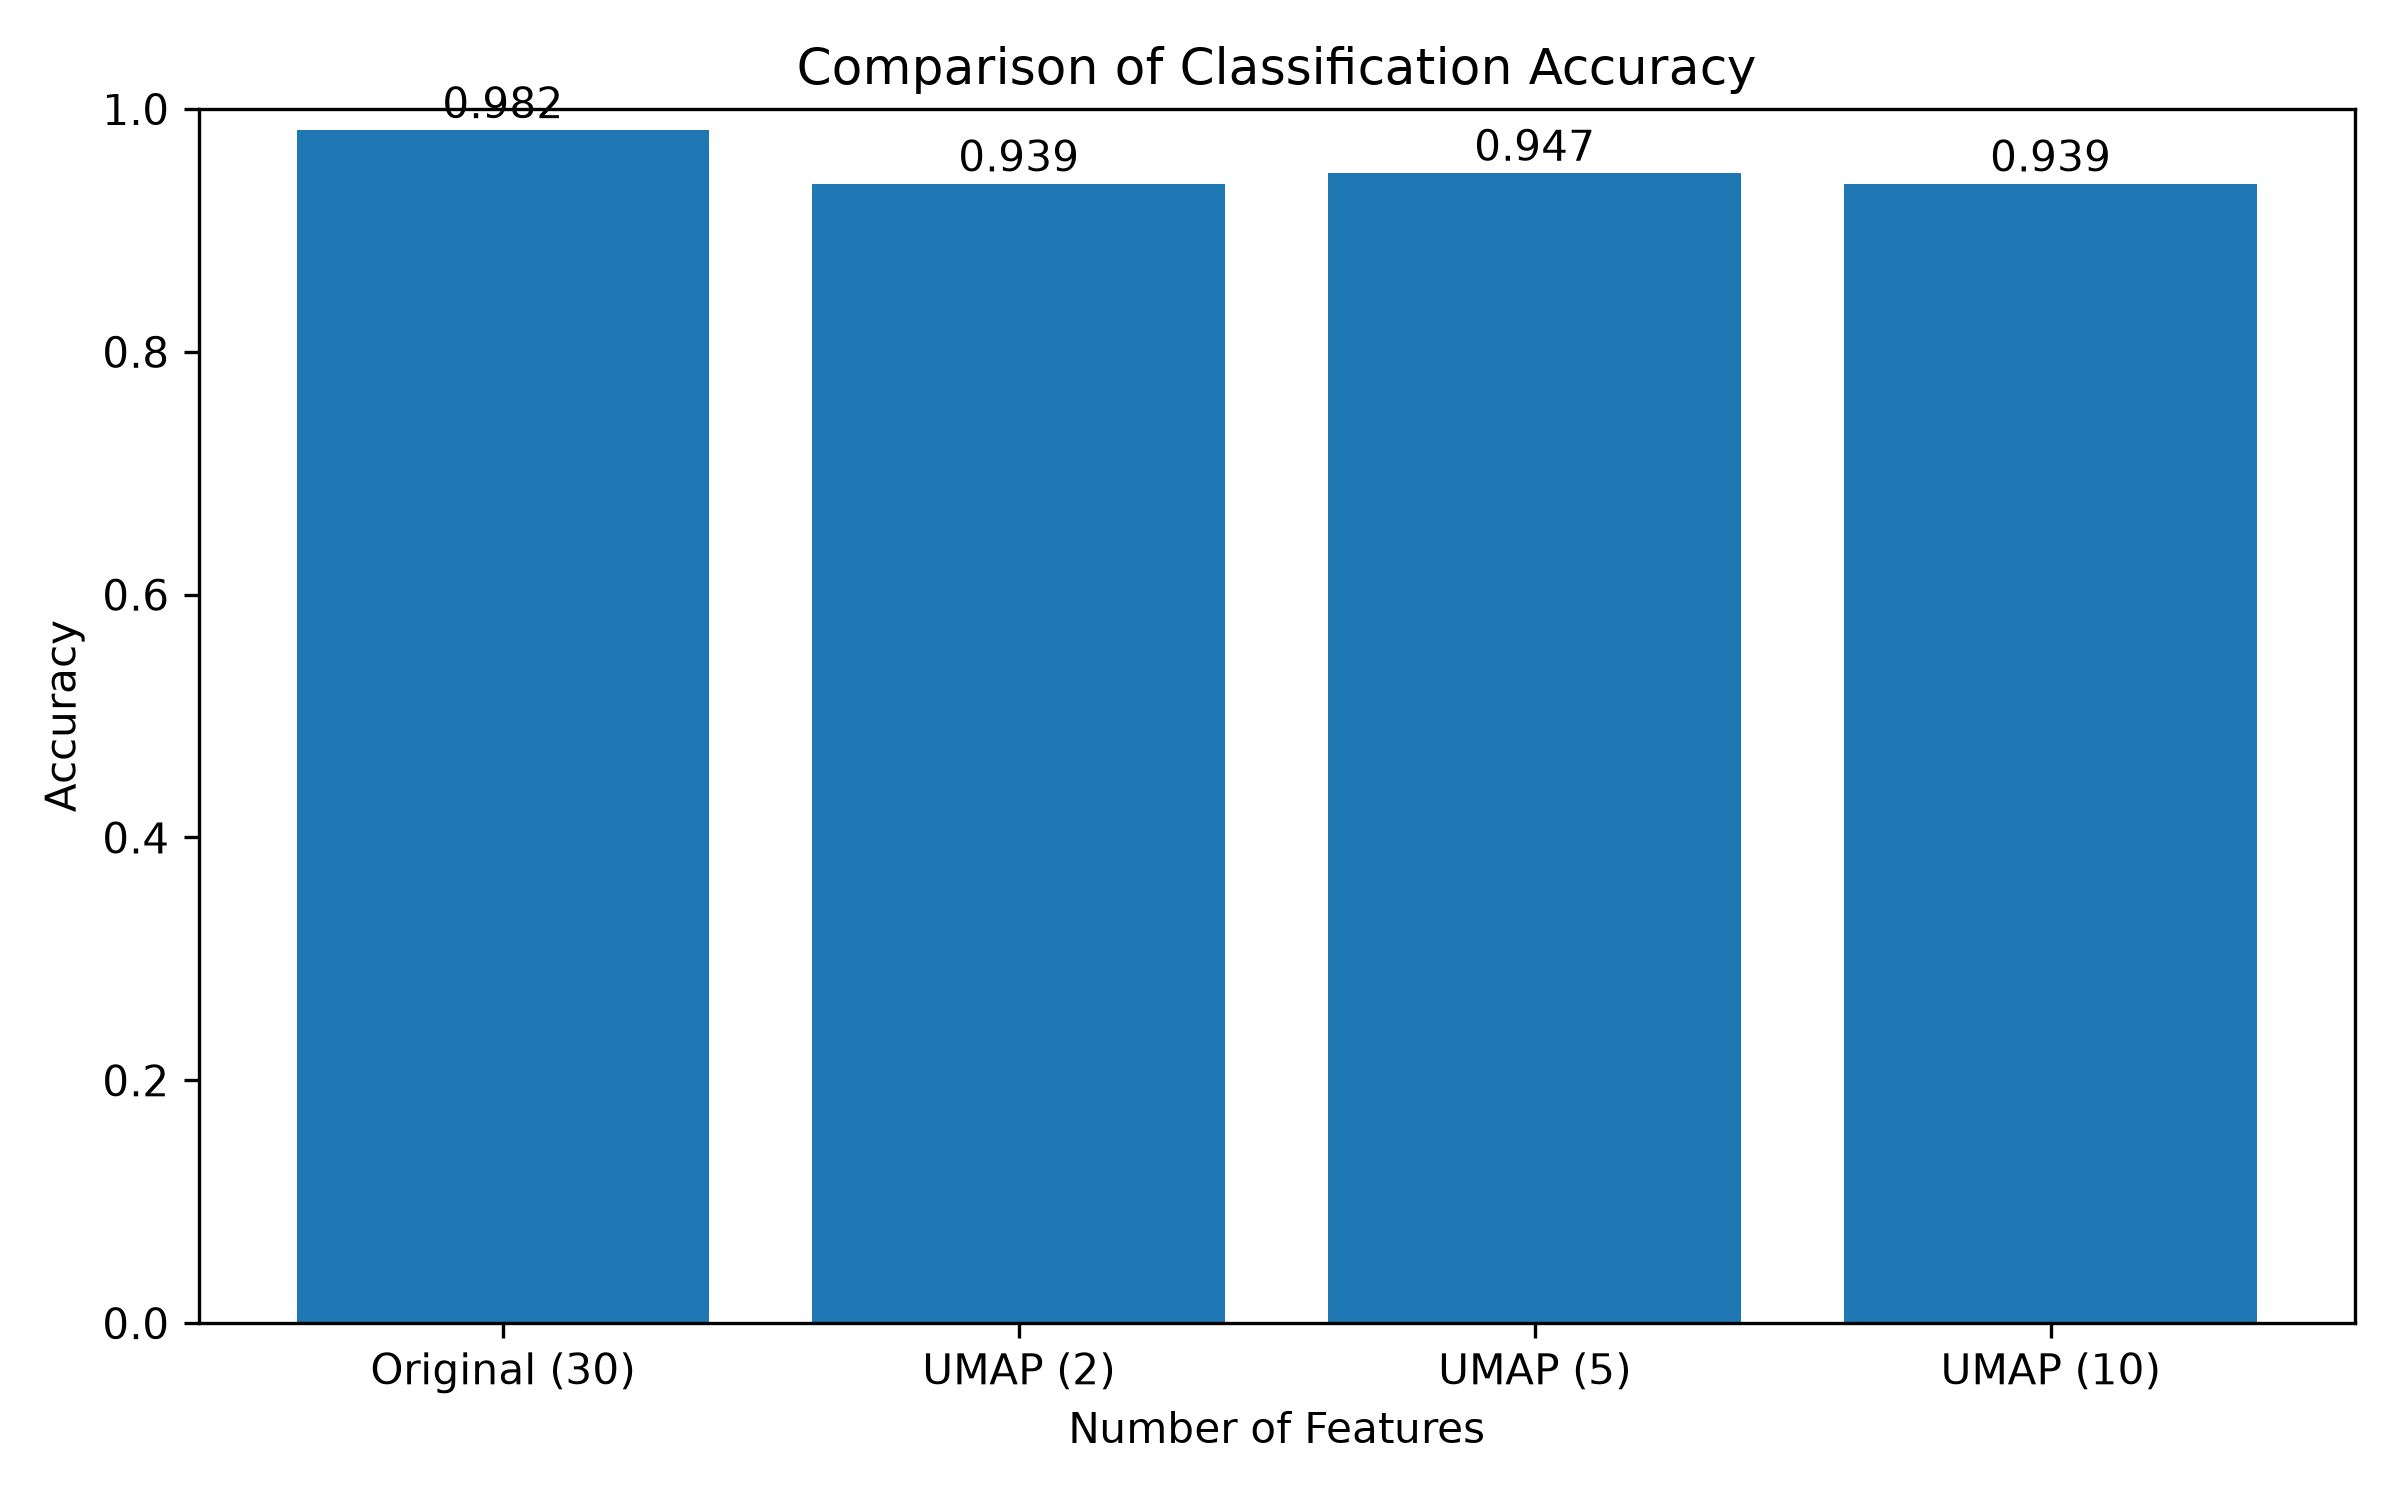 Comparison of Classification Accuracy
0.982
0.939
0.947
0.939
1.0
0.8
0.6
0.4
0.2
0.0
Accuracy
Original (30)
UMAP (2)
UMAP (5)
UMAP (10)
Number of Features